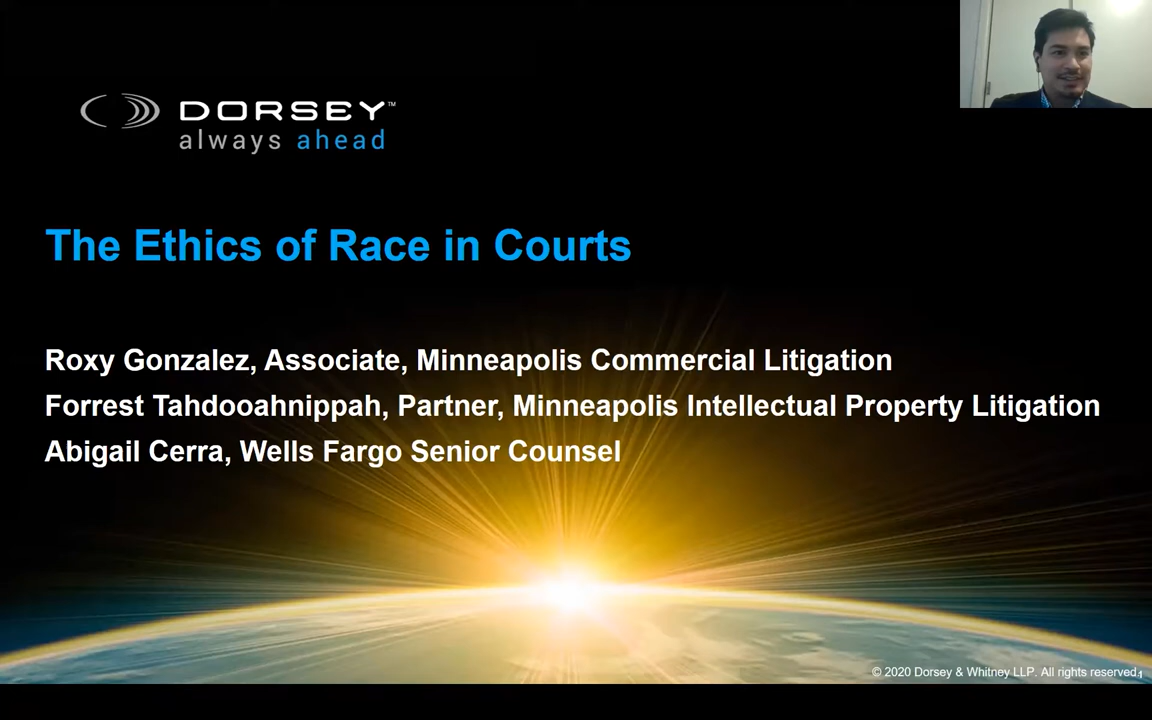 DORSEY™
always ahead
The Ethics of Race in Courts
Roxy Gonzalez, Associate, Minneapolis Commercial Litigation
Forrest Tahdooahnippah, Partner, Minneapolis Intellectual Property Litigation
Abigail Cerra, Wells Fargo Senior Counsel
© 2020 Dorsey & Whitney LLP. All rights reserved.1